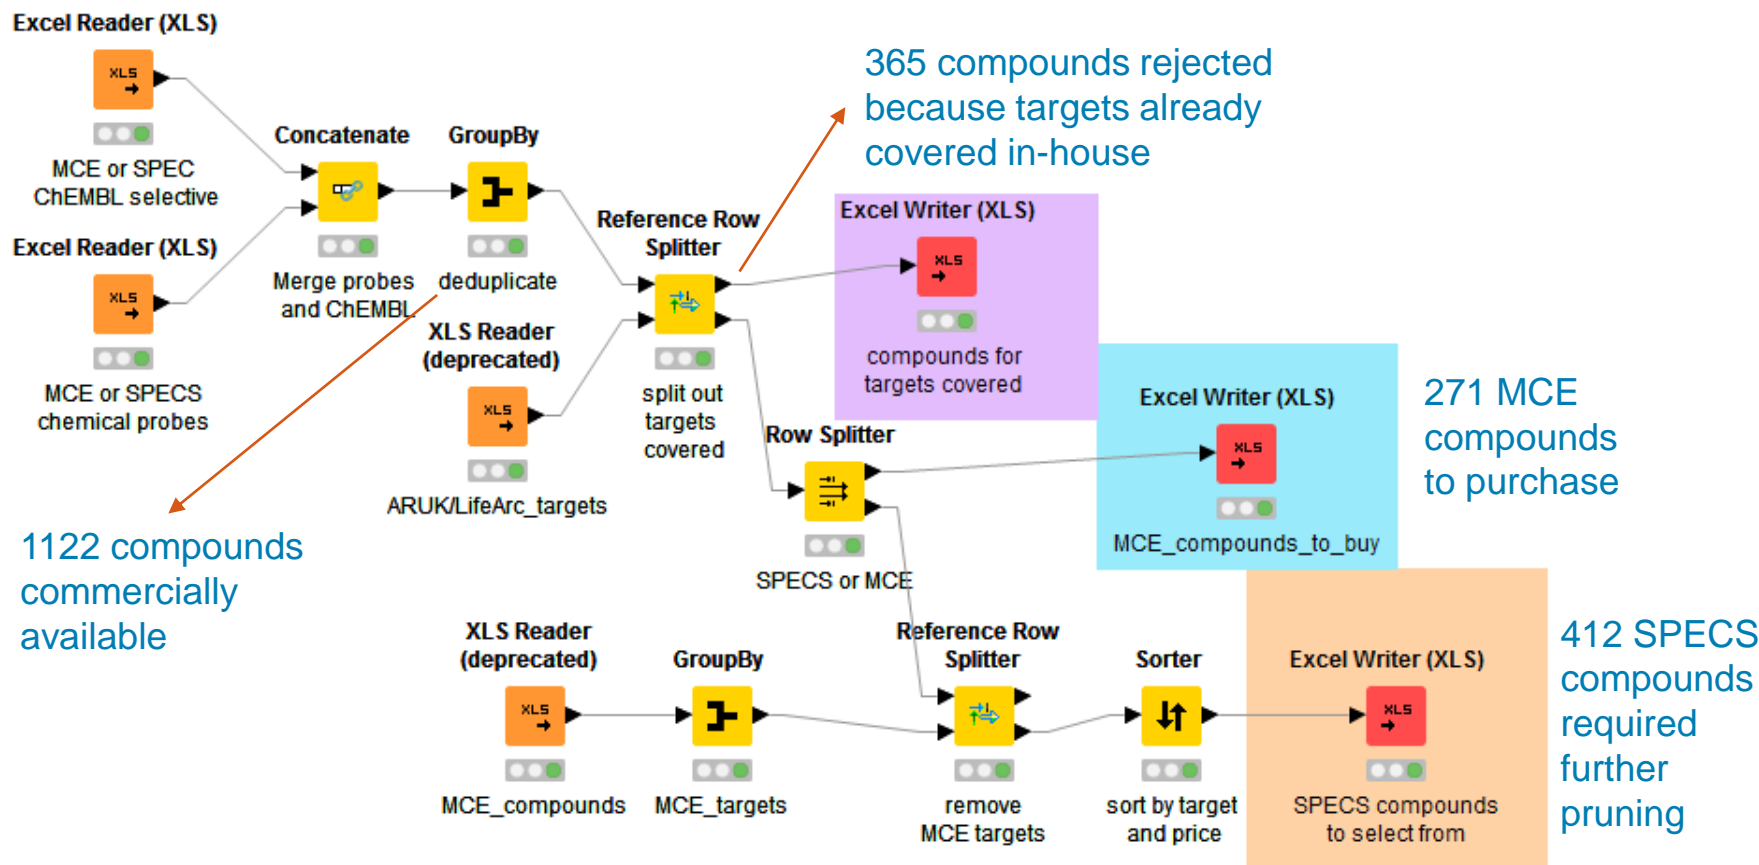 Excel Reader (XLS)
XLS
MCE or SPEC
ChEMBL selective
Excel Reader (XLS)
XLS
MCE or SPECS
chemical probes
Concatenate
Merge probes
and ChEMBL
GroupBy
deduplicate
XLS Reader
(deprecated)
XLS
ARUK/LifeArc_targets
Reference Row
Splitter
split out
targets
covered
365 compounds rejected
because targets already
covered in-house
Excel Writer (XLS)
XLS
compounds for
targets covered
Row Splitter
SPECS or MCE
Excel Writer (XLS)
XLS
MCE_compounds_to_buy
271 MCE
compounds
to purchase
1122 compounds
commercially
available
XLS Reader
(deprecated)
XLS
MCE_compounds
GroupBy
MCE_targets
Reference Row
Splitter
remove
MCE targets
Sorter
sort by target
and price
Excel Writer (XLS)
XLS
SPECS compounds
to select from
412 SPECS
compounds
required
further
pruning